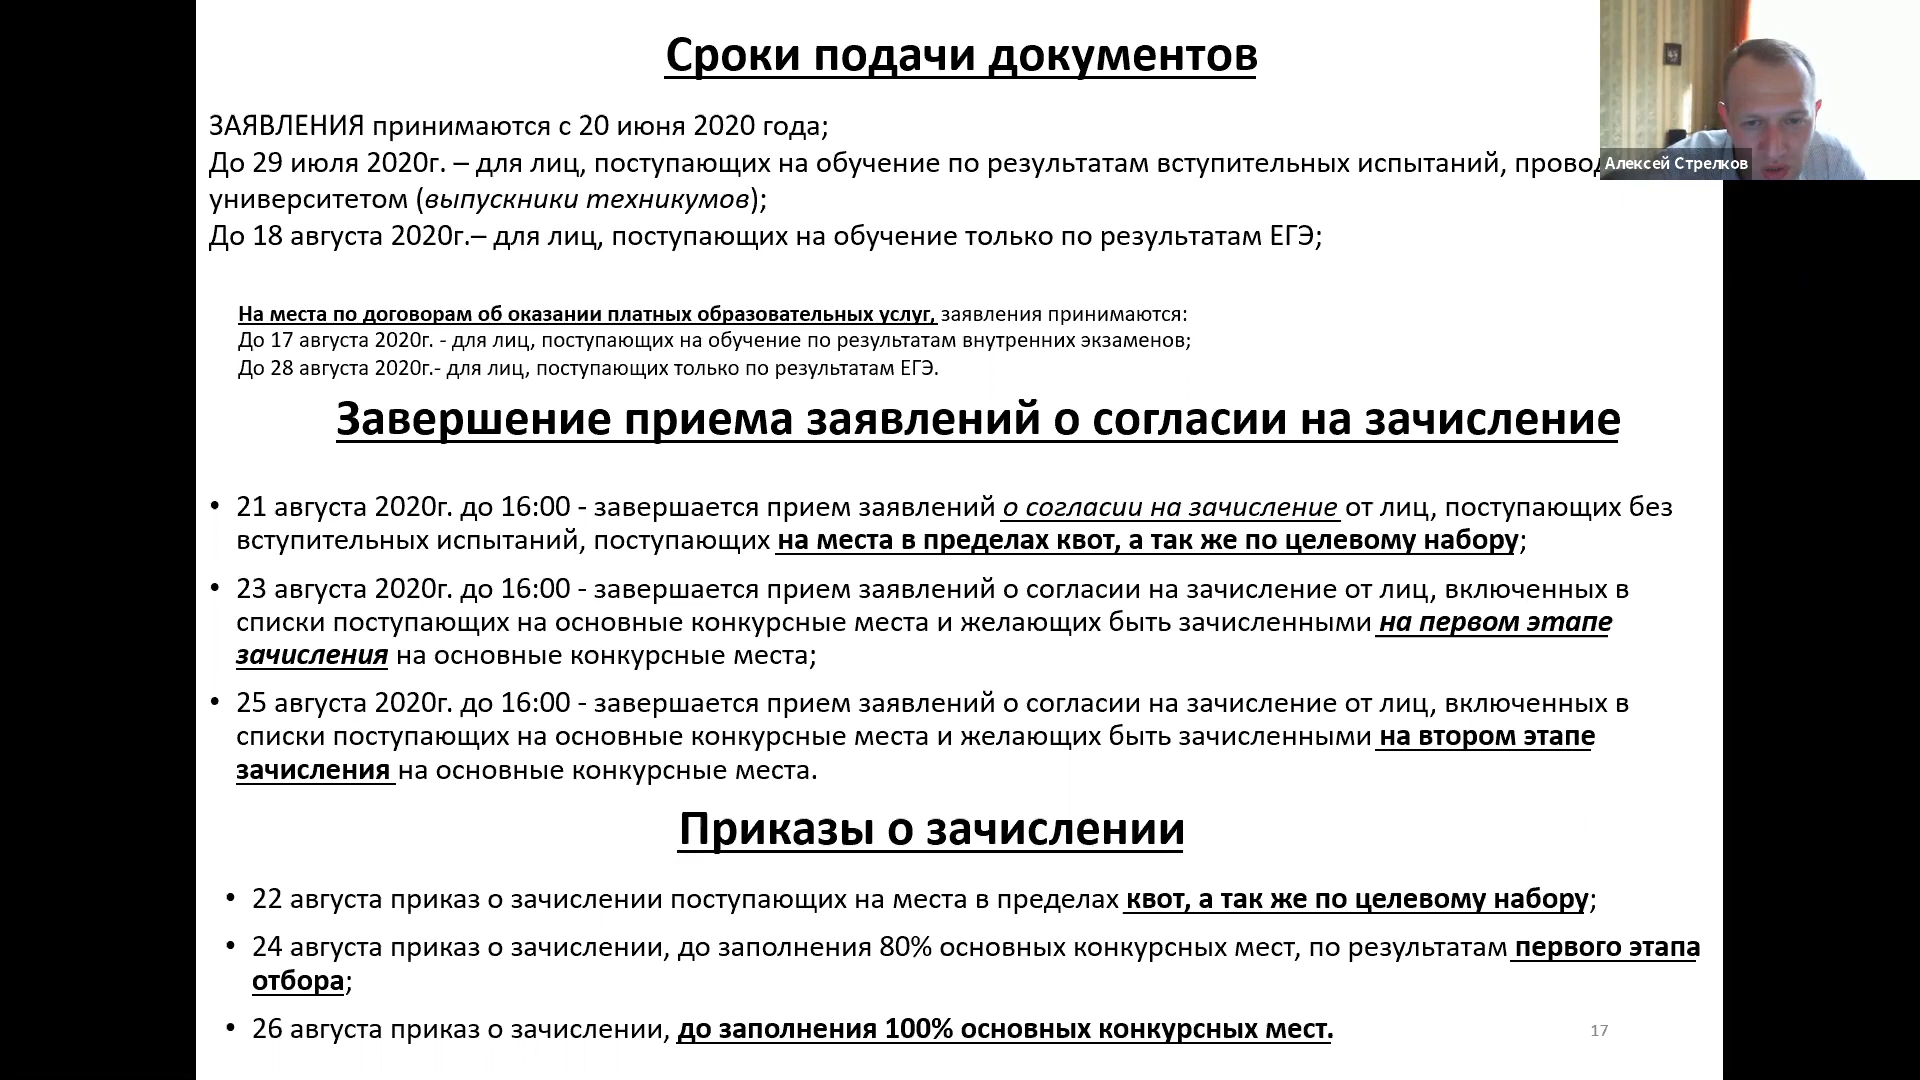 Сроки подачи документов
ЗАЯВЛЕНИЯ принимаются с 20 июня 2020 года;
До 29 июля 2020г. – для лиц, поступающих на обучение по результатам вступительных испытаний,
университетом (выпускники техникумов);
До 18 августа 2020г.– для лиц, поступающих на обучение только по результатам ЕГЭ;
Алексей Стрелков
На места по договорам об оказании платных образовательных услуг, заявления принимаются:
До 17 августа 2020г. - для лиц, поступающих на обучение по результатам внутренних экзаменов;
До 28 августа 2020г.- для лиц, поступающих только по результатам ЕГЭ.
Завершение приема заявлений о согласии на зачисление
• 21 августа 2020г. до 16:00 - завершается прием заявлений о согласии на зачисление от лиц, поступающих без
вступительных испытаний, поступающих на места в пределах квот, а так же по целевому набору;
• 23 августа 2020г. до 16:00 - завершается прием заявлений о согласии на зачисление от лиц, включенных в
списки поступающих на основные конкурсные места и желающих быть зачисленными на первом этапе
зачисления на основные конкурсные места;
• 25 августа 2020г. до 16:00 - завершается прием заявлений о согласии на зачисление от лиц, включенных в
списки поступающих на основные конкурсные места и желающих быть зачисленными на втором этапе
зачисления на основные конкурсные места.
Приказы о зачислении
• 22 августа приказ о зачислении поступающих на места в пределах квот, а так же по целевому набору;
• 24 августа приказ о зачислении, до заполнения 80% основных конкурсных мест, по результатам первого этапа
отбора;
• 26 августа приказ о зачислении, до заполнения 100% основных конкурсных мест.
17